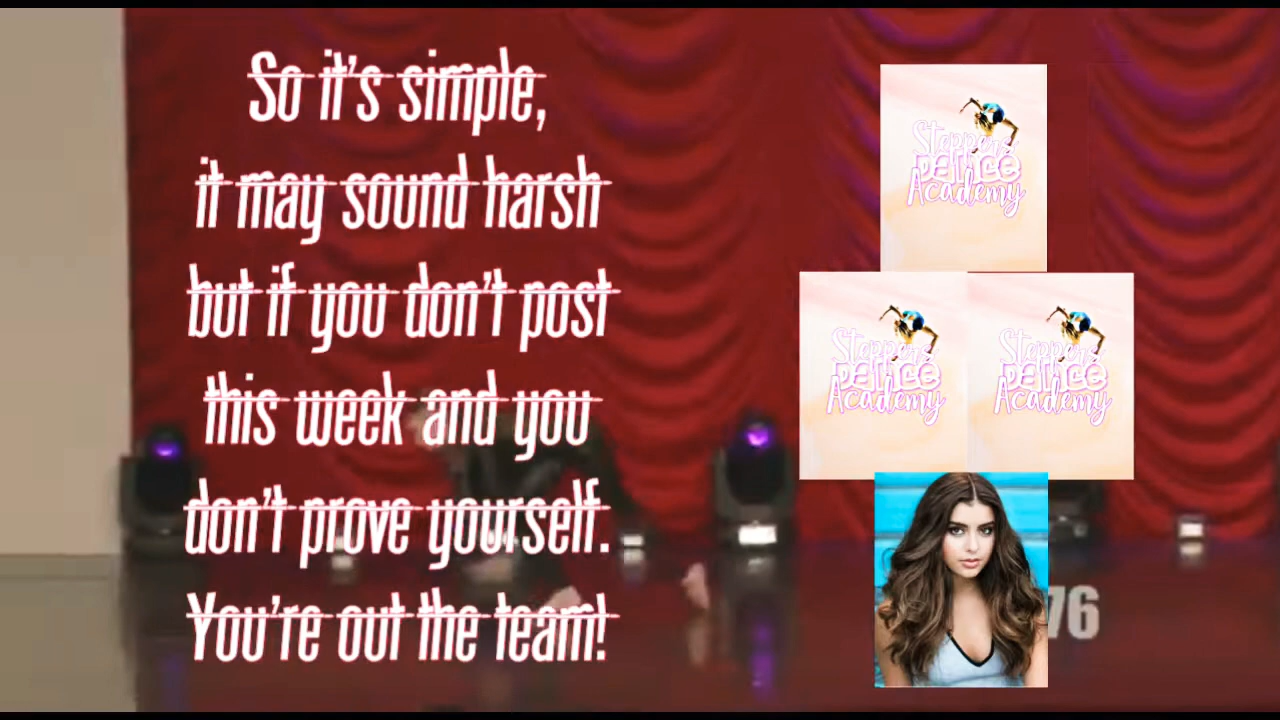 So it's simple,
it may sound harsh
but if you don't post
this week and you
don't prove yourself.
You're out the team!
Steppers
Dance
Academy
Steppers
Dance
Academy
Steppers
Dance
Academy
76